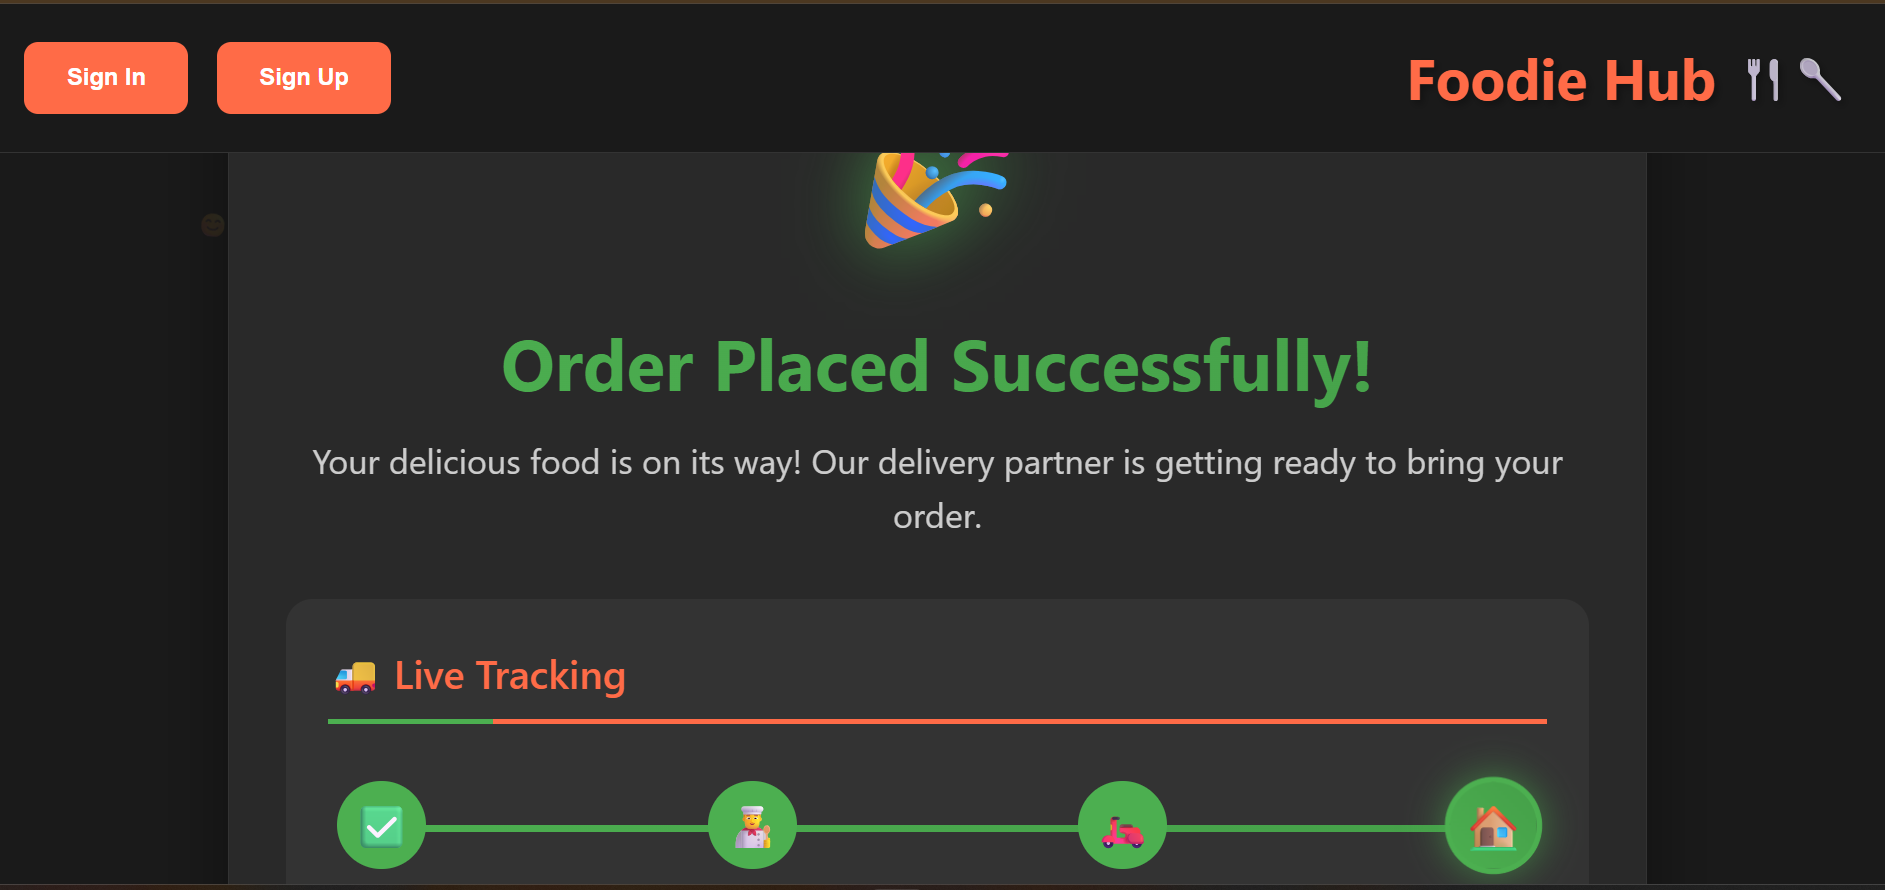 Sign In
Sign Up
Foodie Hub
Order Placed Successfully!
Your delicious food is on its way! Our delivery partner is getting ready to bring your
order.
Live Tracking